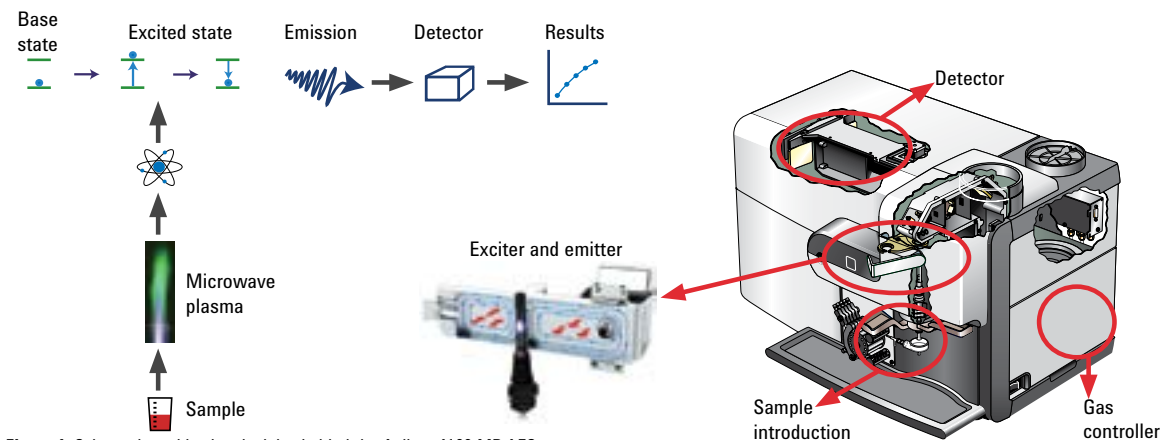 Base
state
Excited state
Emission
Detector
Results
Microwave
plasma
Sample
Exciter and emitter
Detector
Sample
introduction
Gas
controller